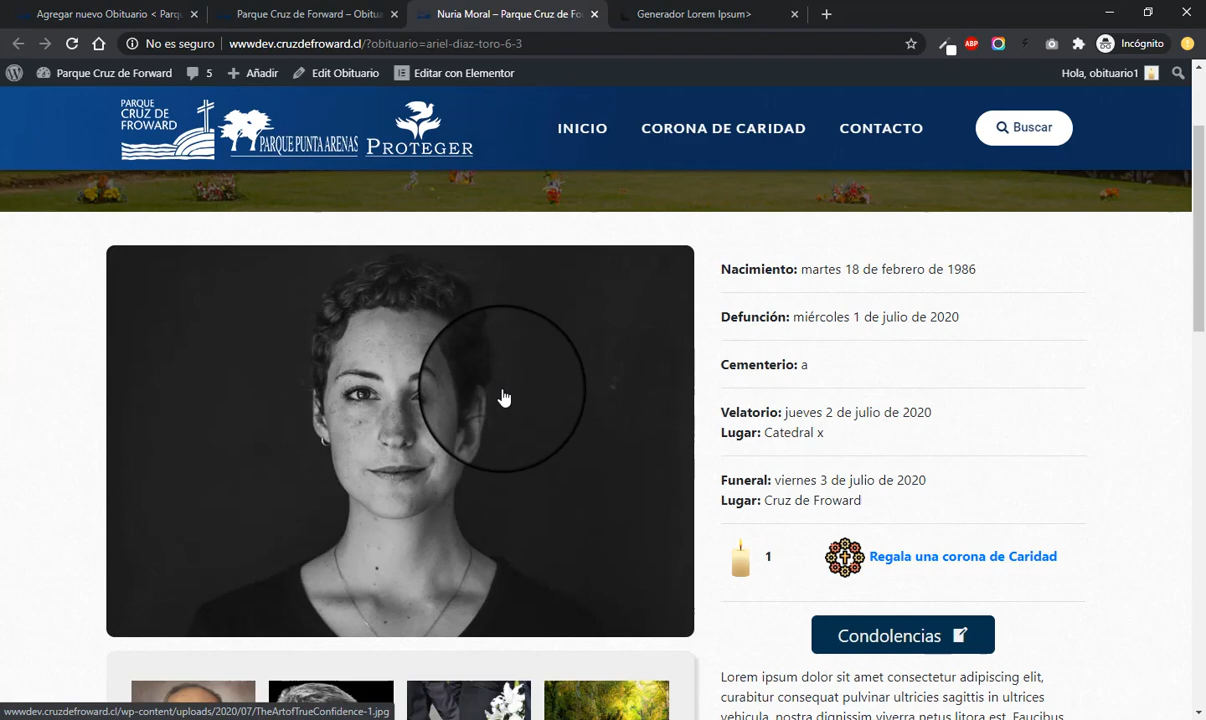 Agregar nuevo Obituario < Parqu
Parque Cruz de Forward – Obitua
Nuria Moral – Parque Cruz de Fo
Generador Lorem Ipsum>
No es seguro
wwwdev.cruzdefroward.cl/?obituario=ariel-diaz-toro-6-3
ABP
Incógnito
Parque Cruz de Forward
5
Añadir
Edit Obituario
Editar con Elementor
Hola, obituario1
PARQUE
CRUZ DE
FROWARD
PARQUE PUNTA ARENAS
PROTEGER
INICIO
CORONA DE CARIDAD
CONTACTO
Buscar
Nacimiento: martes 18 de febrero de 1986
Defunción: miércoles 1 de julio de 2020
Cementerio: a
Velatorio: jueves 2 de julio de 2020
Lugar: Catedral x
Funeral: viernes 3 de julio de 2020
Lugar: Cruz de Froward
1
Regala una corona de Caridad
Condolencias
Lorem ipsum dolor sit amet consectetur adipiscing elit,
curabitur consequat pulvinar ultricies sagittis in ultrices
vehicula, nostra dignissim viverra netus litora est. Faucibus
wwwdev.cruzdefroward.cl/wp-content/uploads/2020/07/TheArtofTrueConfidence-1.jpg